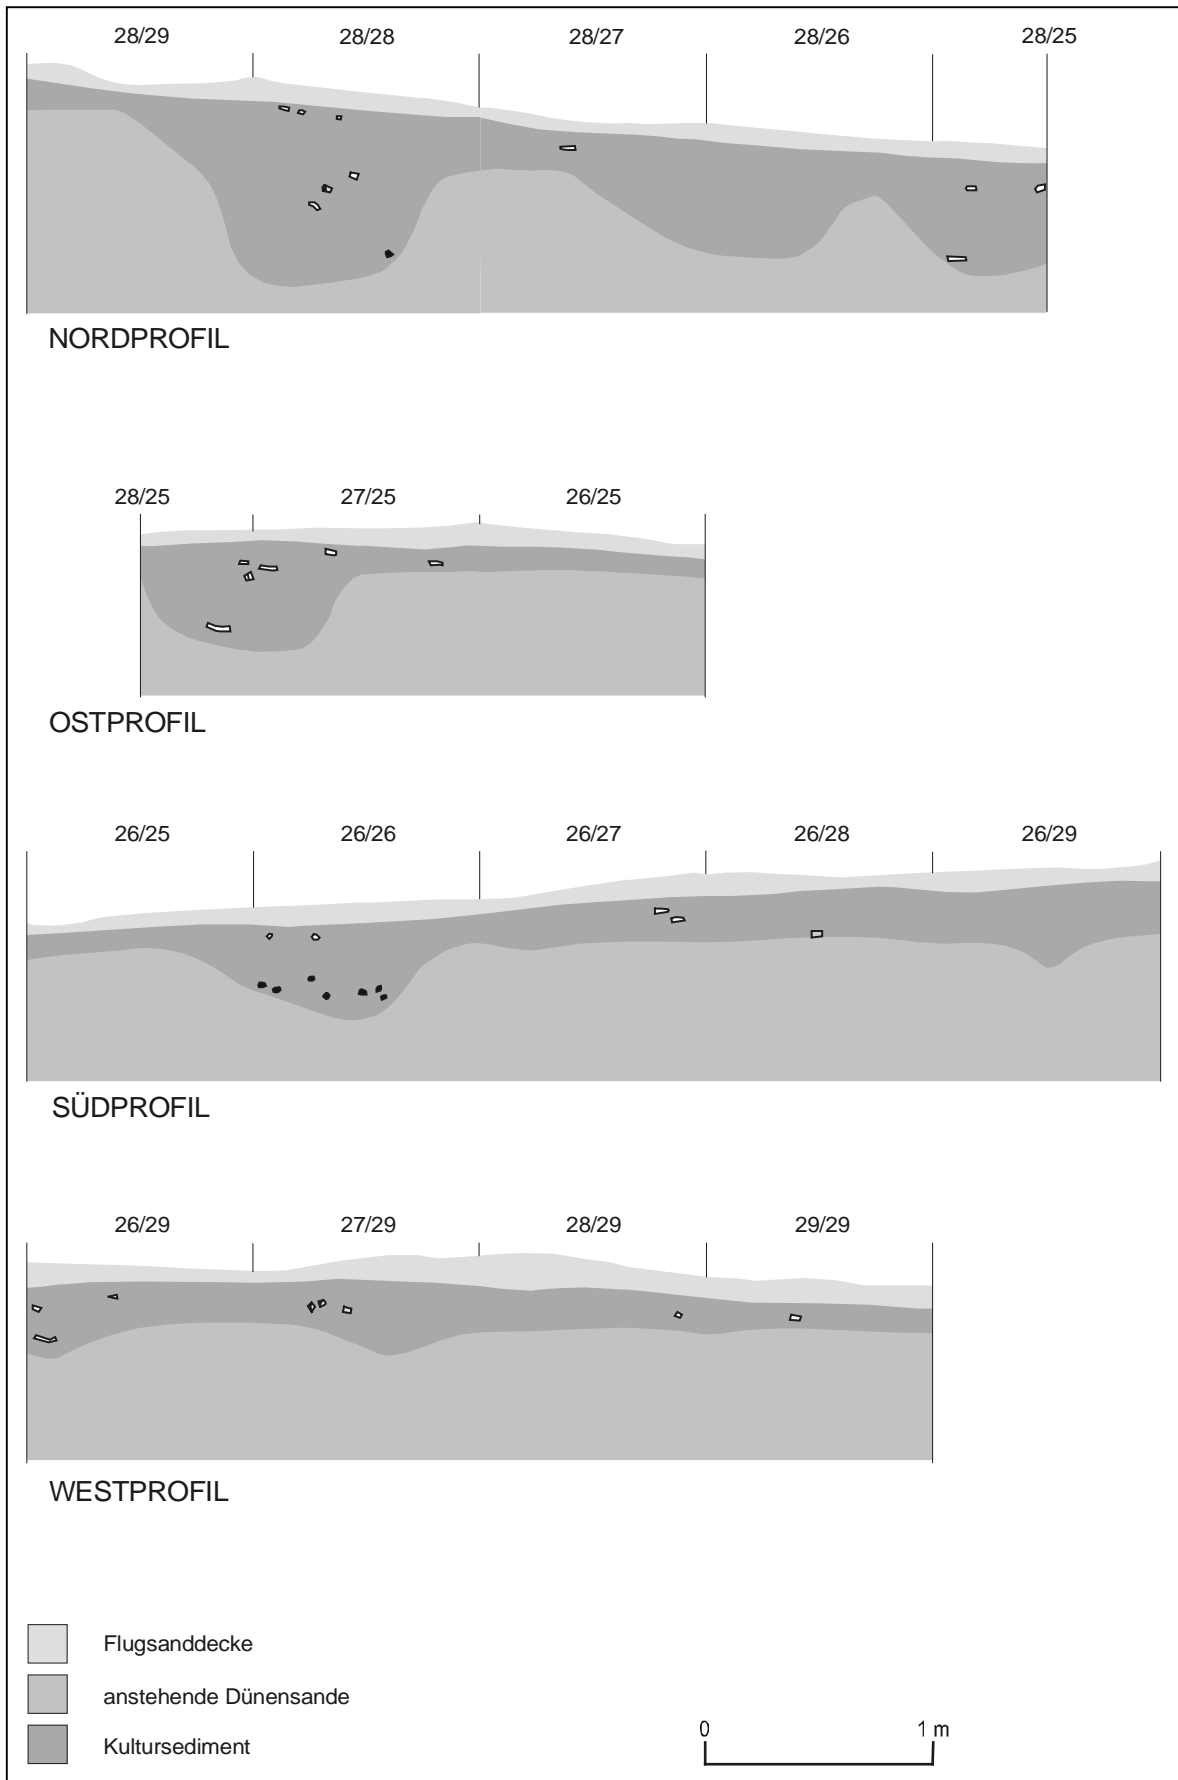 28/29 28/28 28/27 28/26 28/25
NORDPROFIL
28/25 27/25 26/25
OSTPROFIL
26/25 26/26 26/27 26/28 26/29
SÜDPROFIL
26/29 27/29 28/29 29/29
WESTPROFIL
Flugsanddecke
anstehende Dünensande
Kultursediment
0 1 m